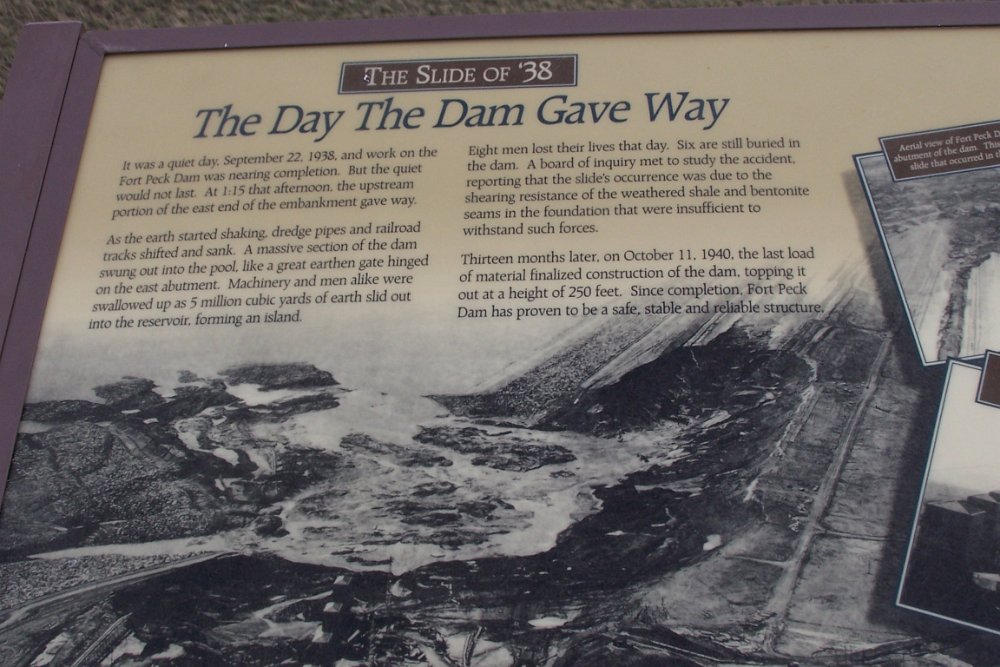 THE SLIDE OF '38
The Day The Dam Gave Way
It was a quiet day, September 22, 1938, and work on the
Fort Peck Dam was nearing completion. But the quiet
would not last. At 1:15 that afternoon, the upstream
portion of the east end of the embankment gave way.
As the earth started shaking, dredge pipes and railroad
tracks shifted and sank. A massive section of the dam
swung out into the pool, like a great earthen gate hinged
on the east abutment. Machinery and men alike were
swallowed up as 5 million cubic yards of earth slid out
into the reservoir, forming an island.
Eight men lost their lives that day. Six are still buried in
the dam. A board of inquiry met to study the accident,
reporting that the slide's occurrence was due to the
shearing resistance of the weathered shale and bentonite
seams in the foundation that were insufficient to
withstand such forces.
Thirteen months later, on October 11, 1940, the last load
of material finalized construction of the dam, topping it
out at a height of 250 feet. Since completion, Fort Peck
Dam has proven to be a safe, stable and reliable structure.
Aerial view of Fort Peck D
abutment of the dam. This
slide that occurred in